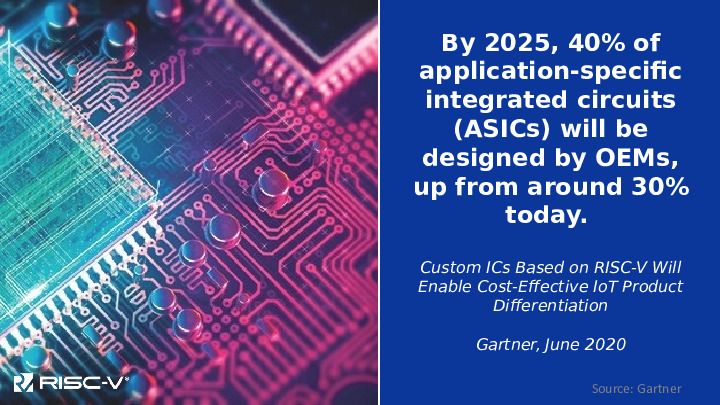 By 2025, 40% of
application-specific
integrated circuits
(ASICs) will be
designed by OEMs,
up from around 30%
today.
Custom ICs Based on RISC-V Will
Enable Cost-Effective IoT Product
Differentiation
Gartner, June 2020
Source: Gartner
RISC-V®